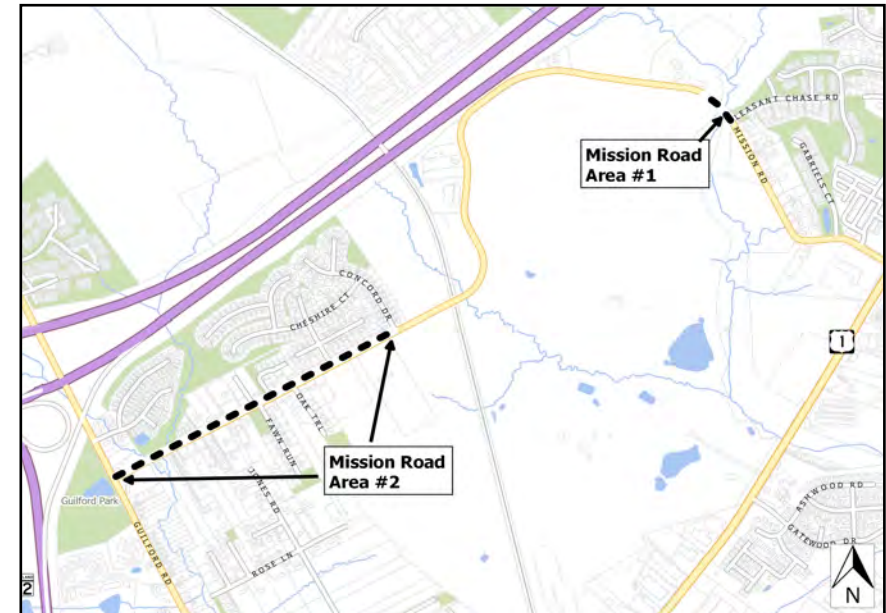 PLEASANT CHASE RD
Mission Road
Area #1
MISSION RD
GABRIELS CT
CONCORD DR
CHESHIRE CT
1
OAK TRL
FAWN RUN
Mission Road
Area #2
JONES RD
Guilford Park
GUILFORD RD
ROSE LN
ASHWOOD RD
GATEWOOD DR
2
N